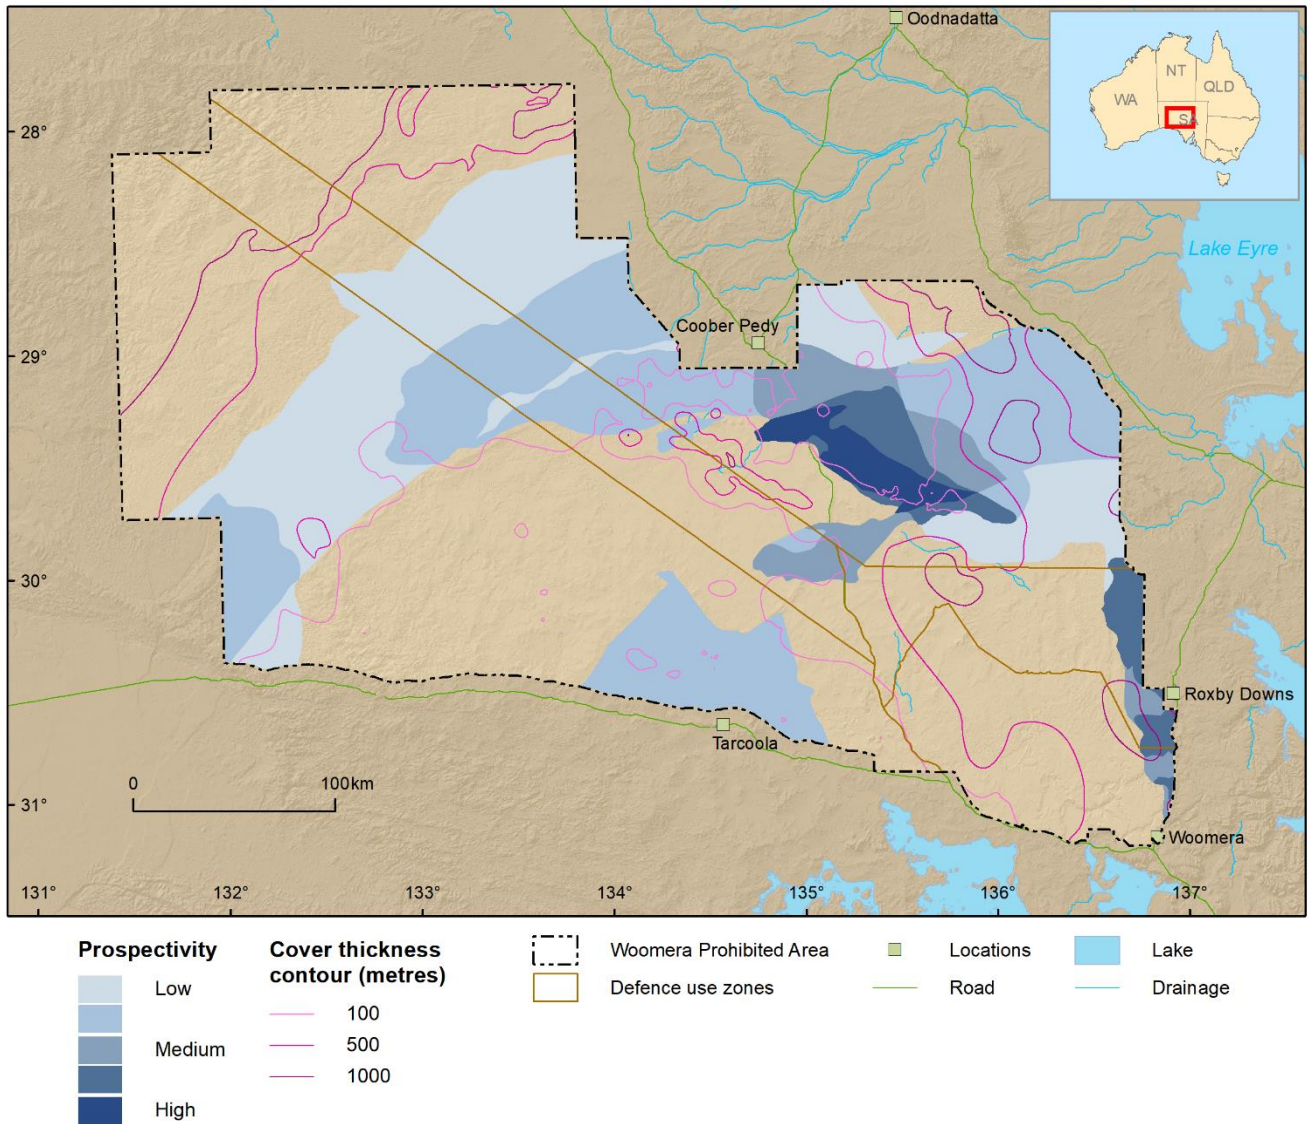 Oodnadatta
NT
QLD
WA
SA
28°
Lake Eyre
Coober Pedy
29°
30°
Roxby Downs
Tarcoola
0 100km
31°
Woomera
131° 132° 133° 134° 135° 136° 137°
Prospectivity
Low
Medium
High
Cover thickness
contour (metres)
100
500
1000
Woomera Prohibited Area
Defence use zones
Locations
Road
Lake
Drainage